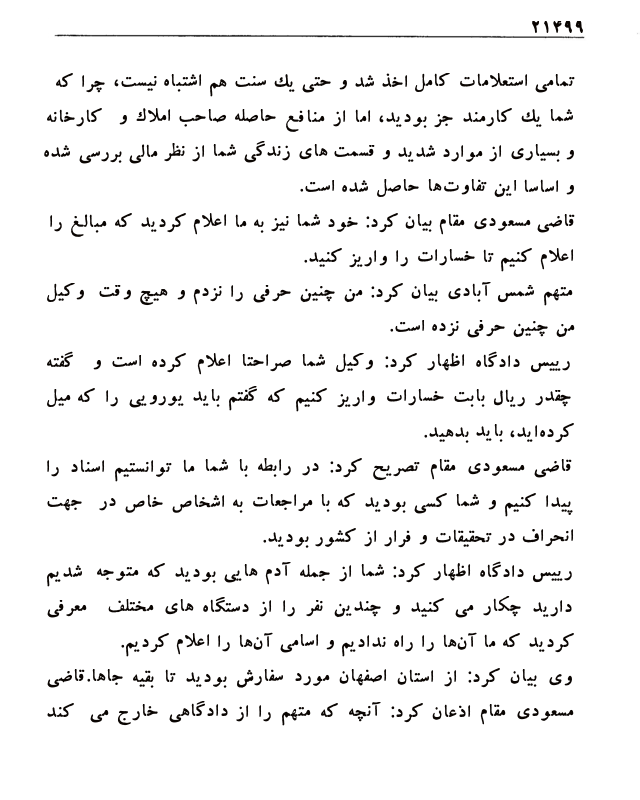 ۲۱۴۹۹
تمامی استعلامات کامل اخذ شد و حتی یك سنت هم اشتباه نیست، چرا که
شما یك کارمند جز بودید، اما از منافع حاصله صاحب املاك و کارخانه
و بسیاری از موارد شدید و قسمت های زندگی شما از نظر مالی بررسی شده
و اساسا این تفاوت‌ها حاصل شده است.
قاضی مسعودی مقام بیان کرد: خود شما نیز به ما اعلام کردید که مبالغ را
اعلام کنیم تا خسارات را واریز کنید.
متهم شمس آبادی بیان کرد: من چنین حرفی را نزدم و هیچ وقت وکیل
من چنین حرفی نزده است.
رییس دادگاه اظهار کرد: وکیل شما صراحتا اعلام کرده است و گفته
چقدر ریال بابت خسارات واریز کنیم که گفتم باید یورویی را که میل
کرده‌اید، باید بدهید.
قاضی مسعودی مقام تصریح کرد: در رابطه با شما ما توانستیم اسناد را
پیدا کنیم و شما کسی بودید که با مراجعات به اشخاص خاص در جهت
انحراف در تحقیقات و فرار از کشور بودید.
رییس دادگاه اظهار کرد: شما از جمله آدم هایی بودید که متوجه شدیم
دارید چکار می کنید و چندین نفر را از دستگاه های مختلف معرفی
کردید که ما آن‌ها را راه ندادیم و اسامی آن‌ها را اعلام کردیم.
وی بیان کرد: از استان اصفهان مورد سفارش بودید تا بقیه جاها.قاضی
مسعودی مقام اذعان کرد: آنچه که متهم را از دادگاهی خارج می کند